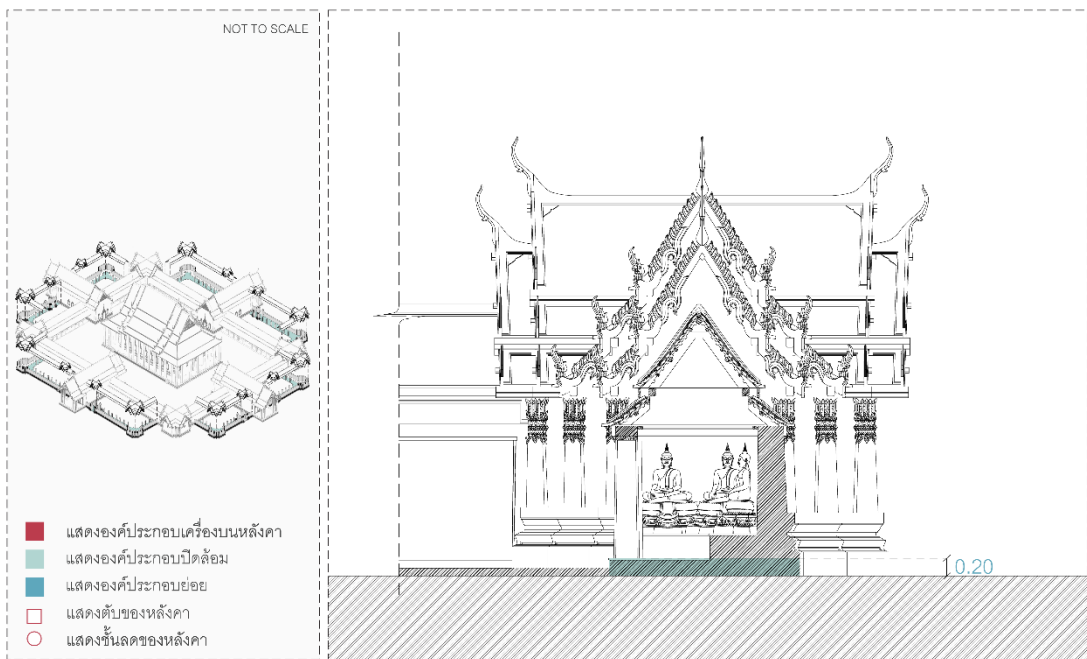 NOT TO SCALE
แสดงองค์ประกอบเครื่องบนหลังคา
แสดงองค์ประกอบปิดล้อม
แสดงองค์ประกอบย่อย
แสดงตับของหลังคา
แสดงชั้นลดของหลังคา
0.20